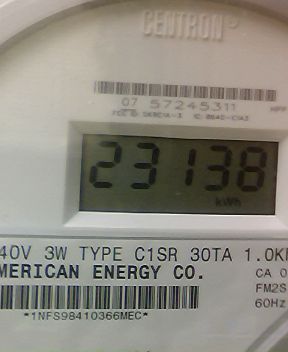 CENTRON®
07 57245311
23138
kWh
40V 3W TYPE C1SR 30TA 1.0K
MERICAN ENERGY CO.
CA 0
FM2S
60Hz
*1NFS98410366MEC*